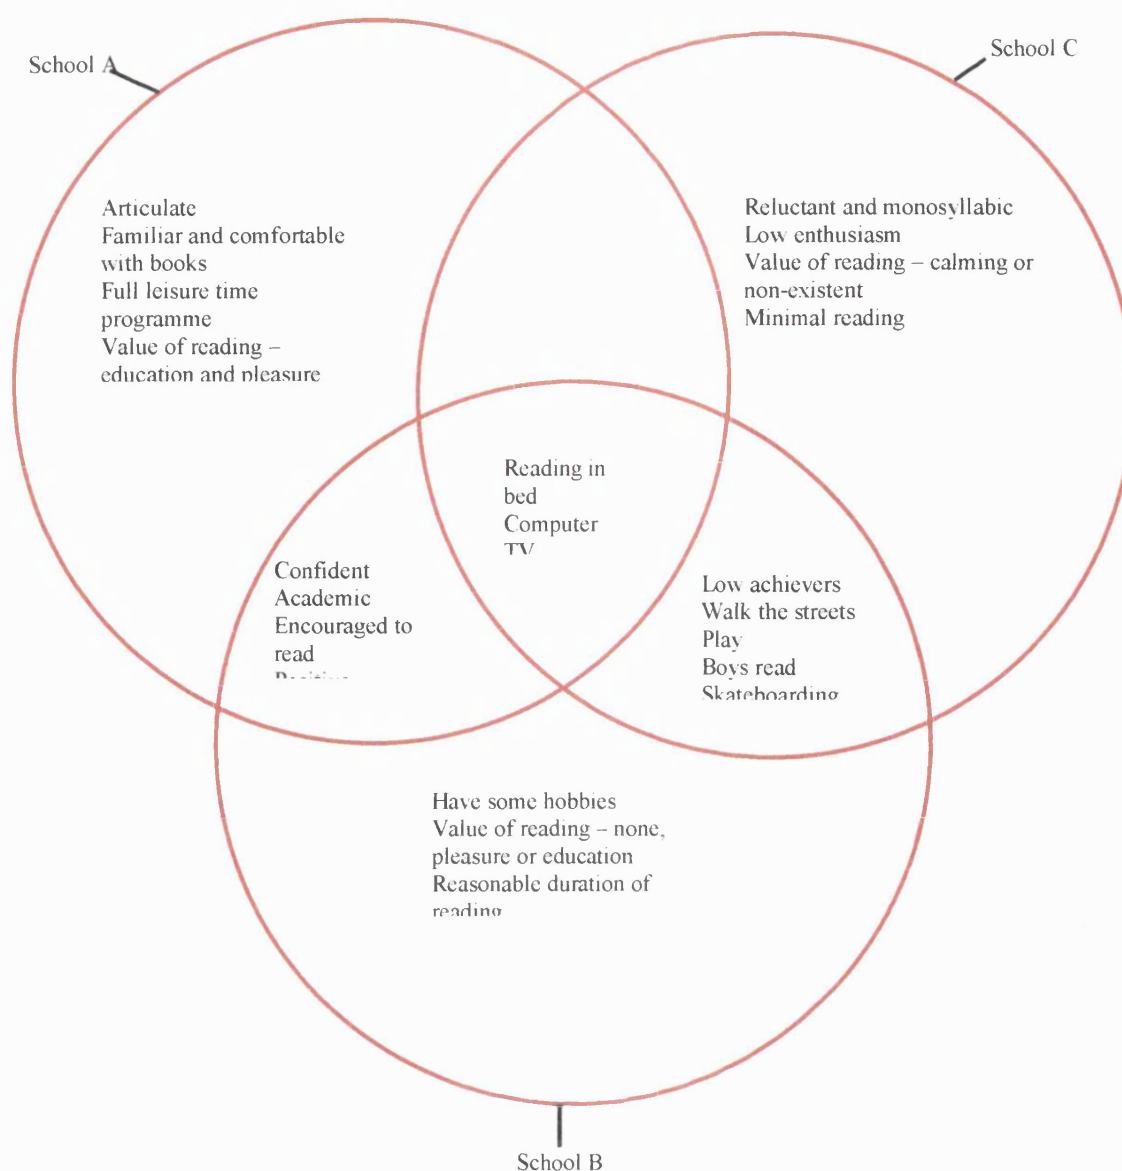 School A
School C
Articulate
Familiar and comfortable
with books
Full leisure time
programme
Value of reading –
education and pleasure
Reluctant and monosyllabic
Low enthusiasm
Value of reading – calming or
non-existent
Minimal reading
Reading in
bed
Computer
TV
Confident
Academic
Encouraged to
read
Low achievers
Walk the streets
Play
Boys read
Skateboarding
Have some hobbies
Value of reading – none,
pleasure or education
Reasonable duration of
reading
School B